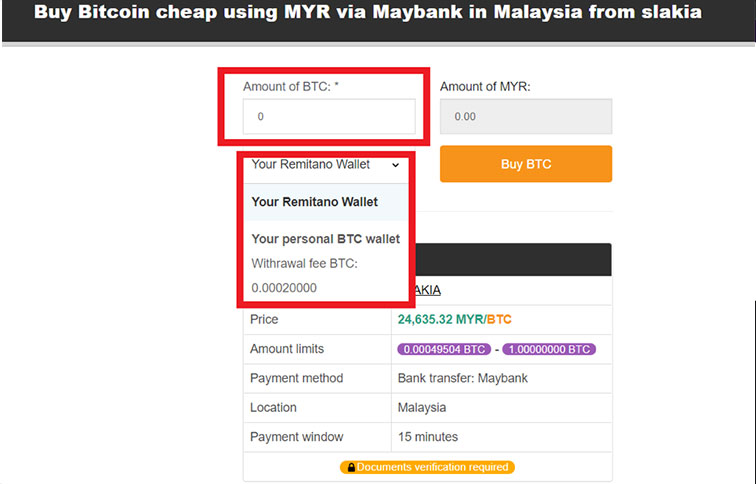 Buy Bitcoin cheap using MYR via Maybank in Malaysia from slakia
Amount of BTC: *
Amount of MYR:
0
0.00
Your Remitano Wallet
Buy BTC
Your Remitano Wallet
Your personal BTC wallet
Withrawal fee BTC:
0.00020000
AKIA
Price 24,635.32 MYR/BTC
Amount limits 0.00049504 BTC - 1.00000000 BTC
Payment method Bank transfer: Maybank
Location Malaysia
Payment window 15 minutes
Documents verification required